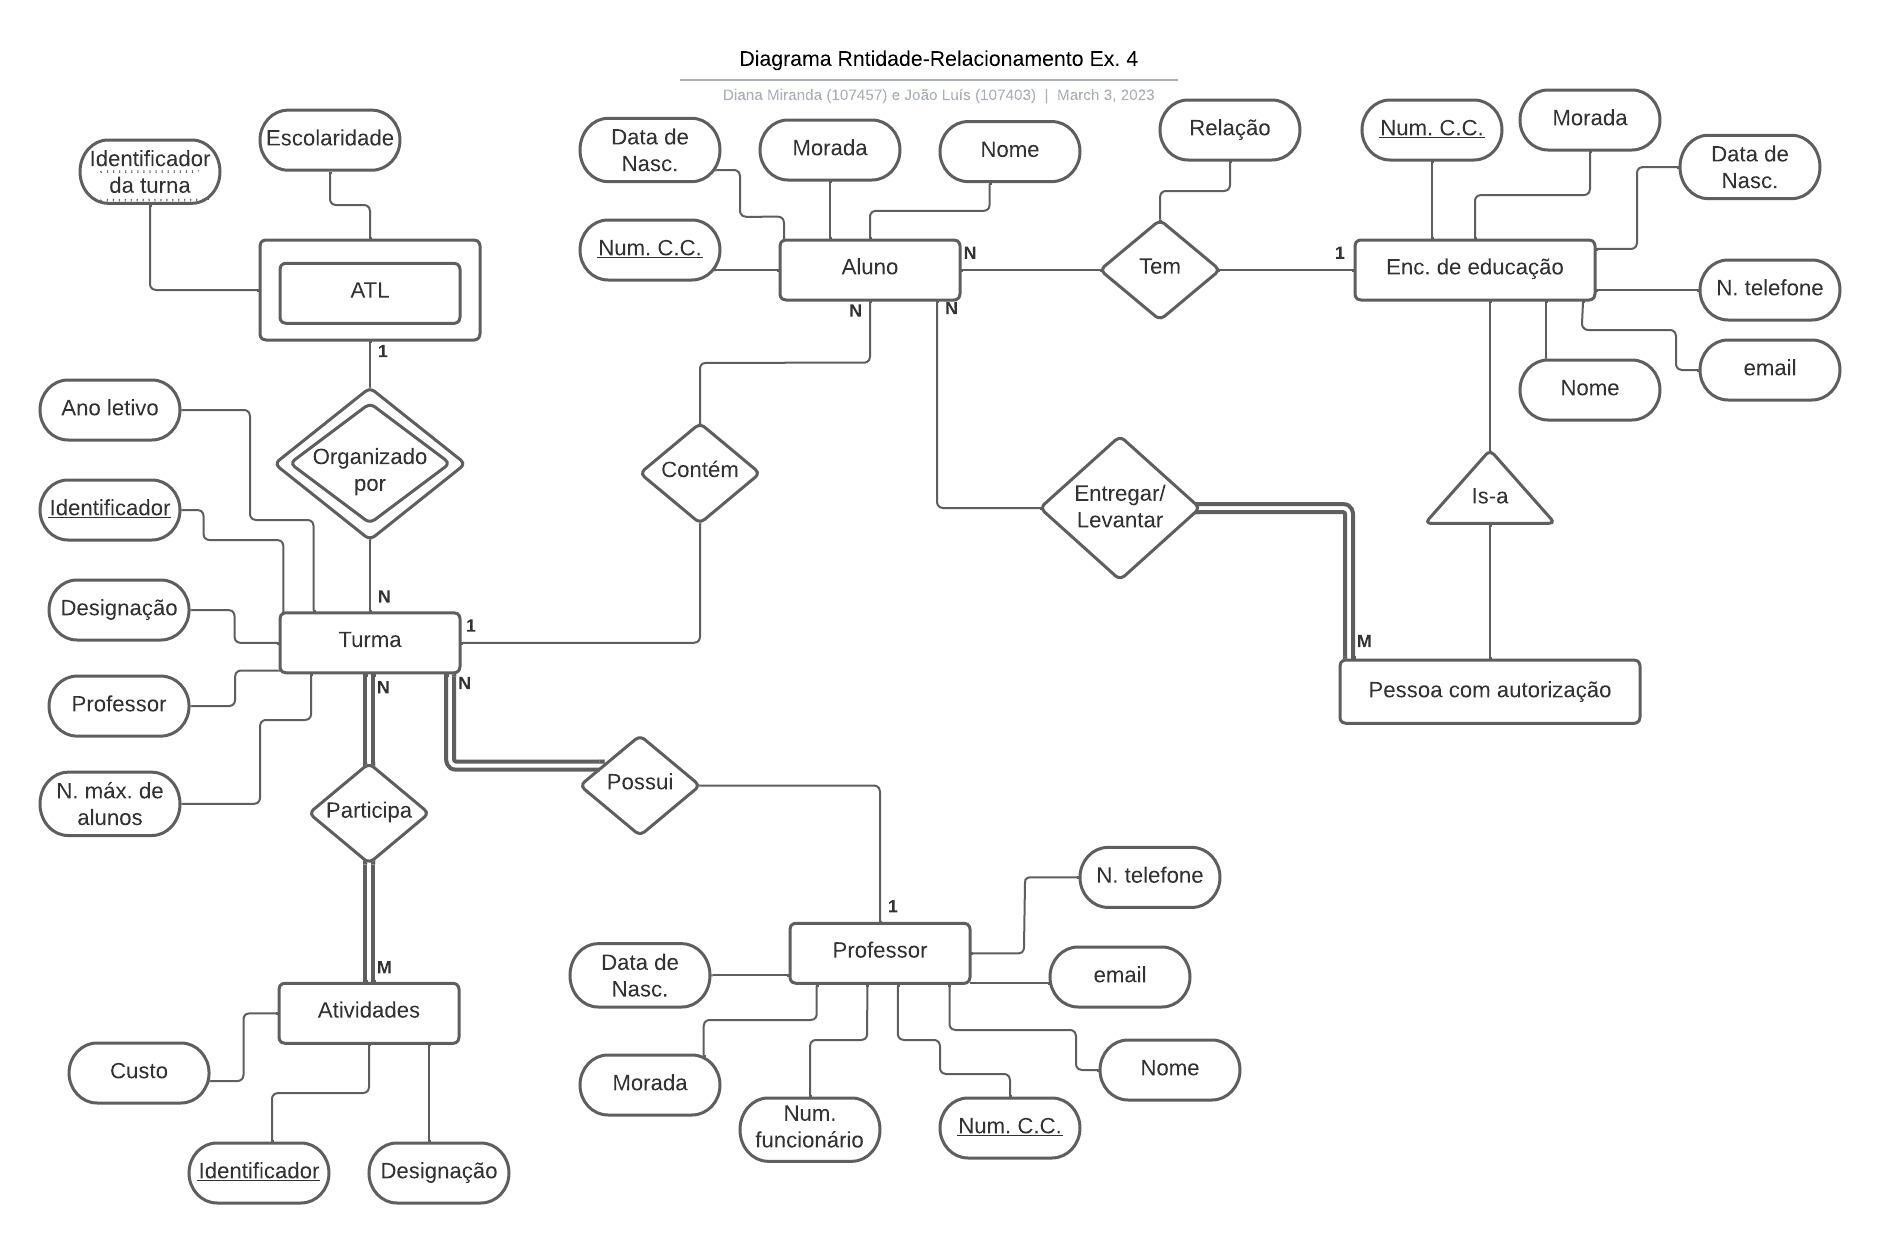 Diagrama Rntidade-Relacionamento Ex. 4
Diana Miranda (107457) e João Luís (107403) | March 3, 2023
Identificador
da turna
Escolaridade
Data de
Nasc.
Morada
Nome
Relação
Num. C.C.
Morada
Data de
Nasc.
Num. C.C.
Aluno
N
Tem
1
Enc. de educação
ATL
N
N
N. telefone
1
email
Nome
Ano letivo
Organizado
por
Contém
Entregar/
Levantar
Is-a
Identificador
N
Designação
Turma
1
M
Pessoa com autorização
N
N
Professor
N. máx. de
alunos
Participa
Possui
1
N. telefone
Professor
M
Data de
Nasc.
email
Atividades
Custo
Morada
Num.
funcionário
Num. C.C.
Nome
Identificador
Designação